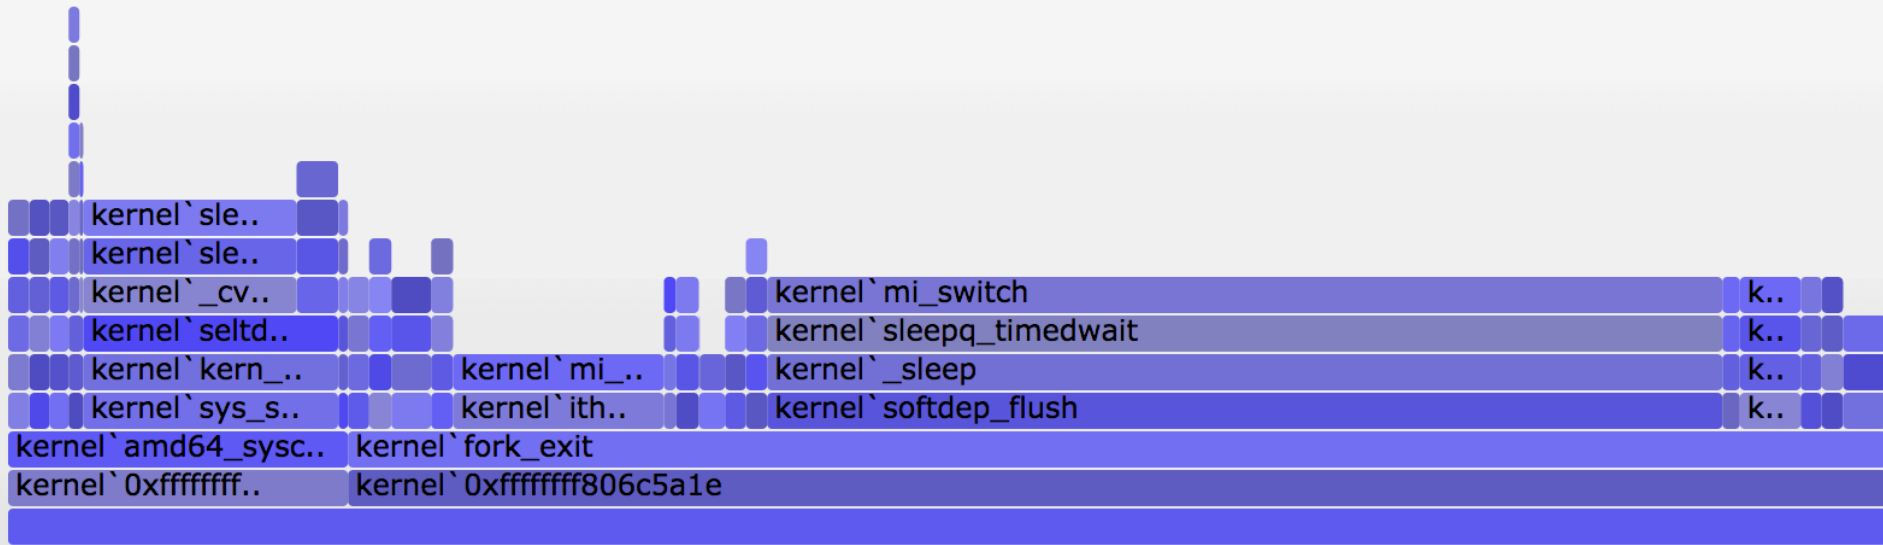 kernel`sle..
kernel`sle..
kernel`_cv.. kernel`mi_switch k..
kernel`seltd.. kernel`sleepq_timedwait k..
kernel`kern_.. kernel`mi_.. kernel`_sleep k..
kernel`sys_s.. kernel`ith.. kernel`softdep_flush k..
kernel`amd64_sysc.. kernel`fork_exit
kernel`0xffffffff.. kernel`0xffffffff806c5a1e